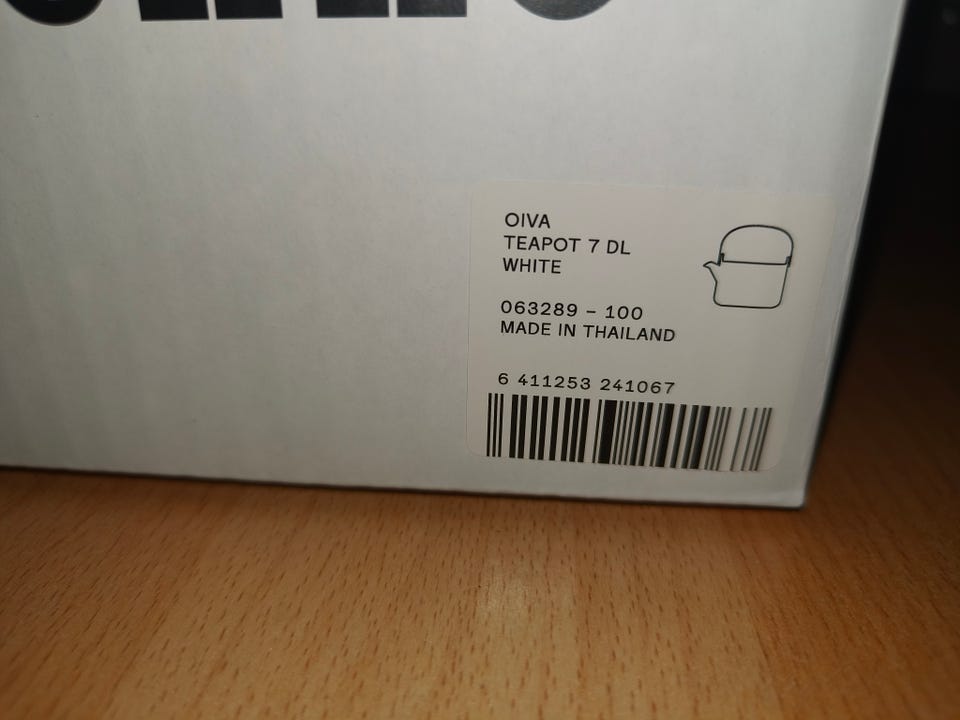 OIVA
TEAPOT 7 DL
WHITE
063289 – 100
MADE IN THAILAND
6 411253 241067